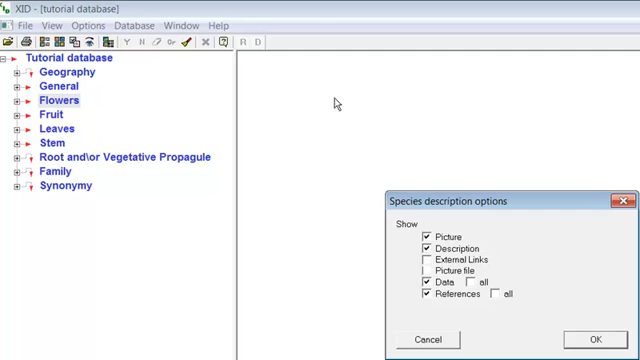 XID - [tutorial database]
File View Options Database Window Help
Y N Or ? R D
Tutorial database
Geography
General
Flowers
Fruit
Leaves
Stem
Root and\or Vegetative Propagule
Family
Synonymy
Species description options
Show
Picture
Description
External Links
Picture file
Data all
References all
Cancel OK